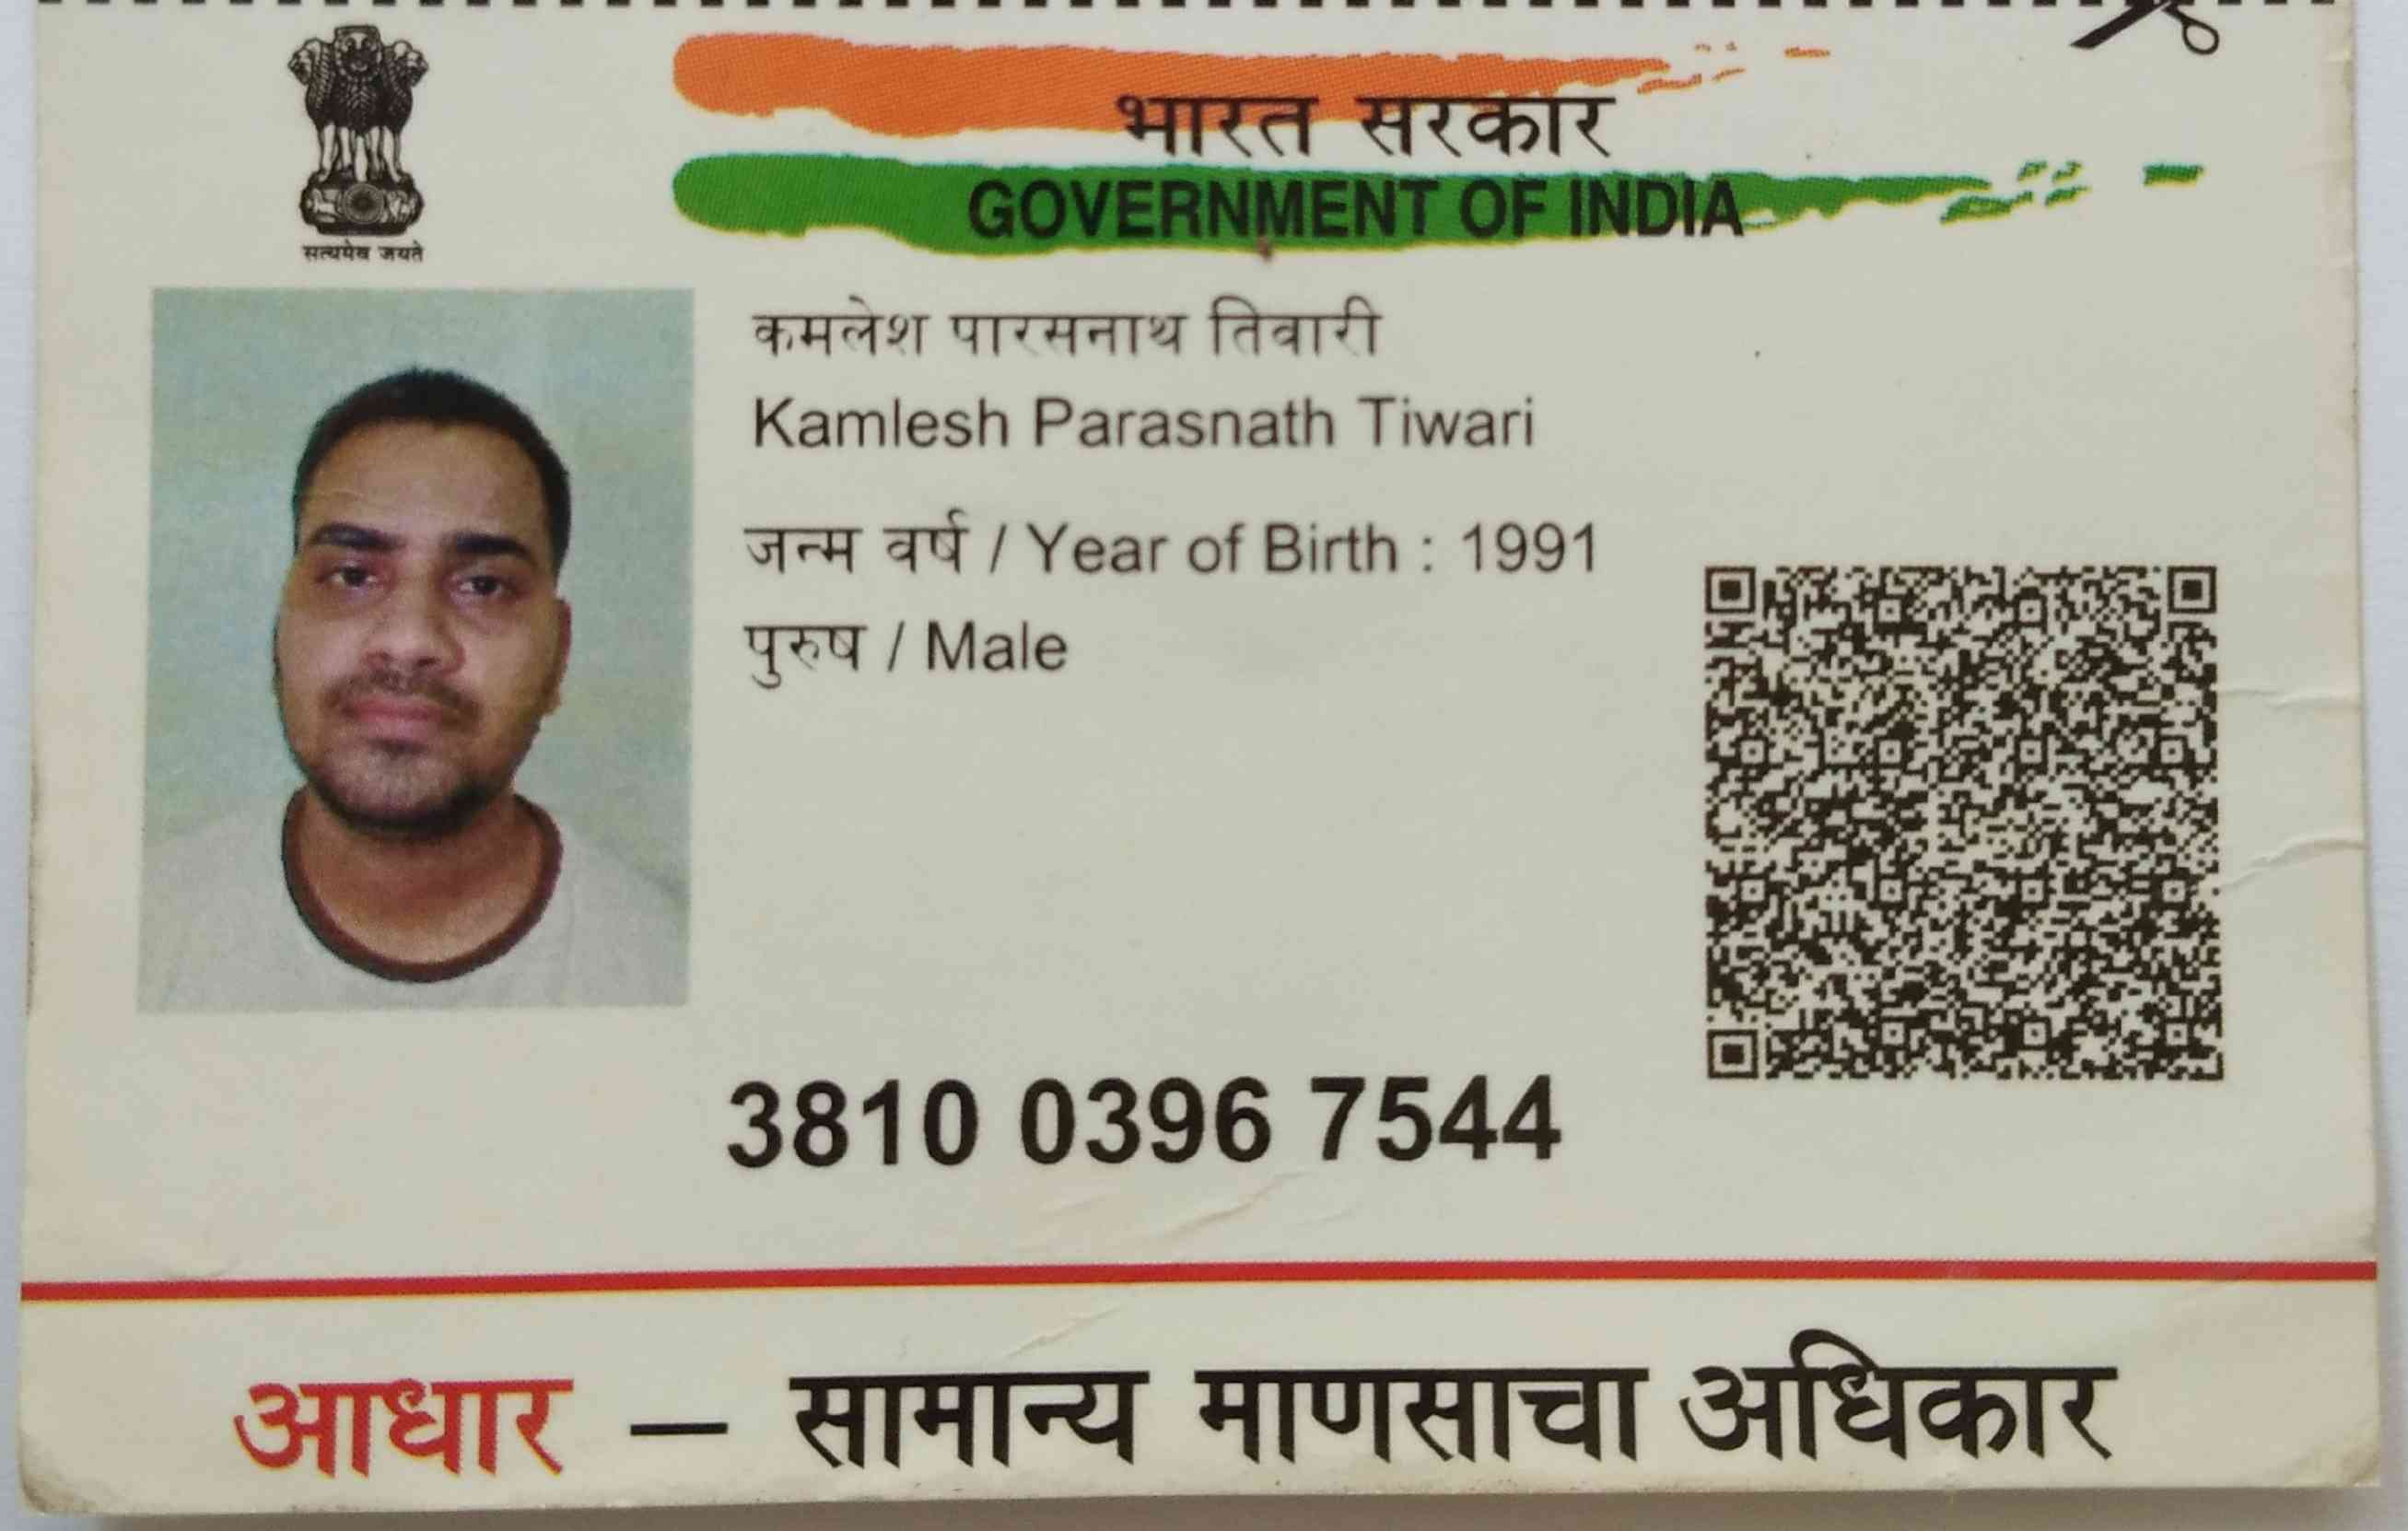 सत्यमेव जयते
भारत सरकार
GOVERNMENT OF INDIA
कमलेश पारसनाथ तिवारी
Kamlesh Parasnath Tiwari
जन्म वर्ष / Year of Birth : 1991
पुरुष / Male
3810 0396 7544
आधार – सामान्य माणसाचा अधिकार